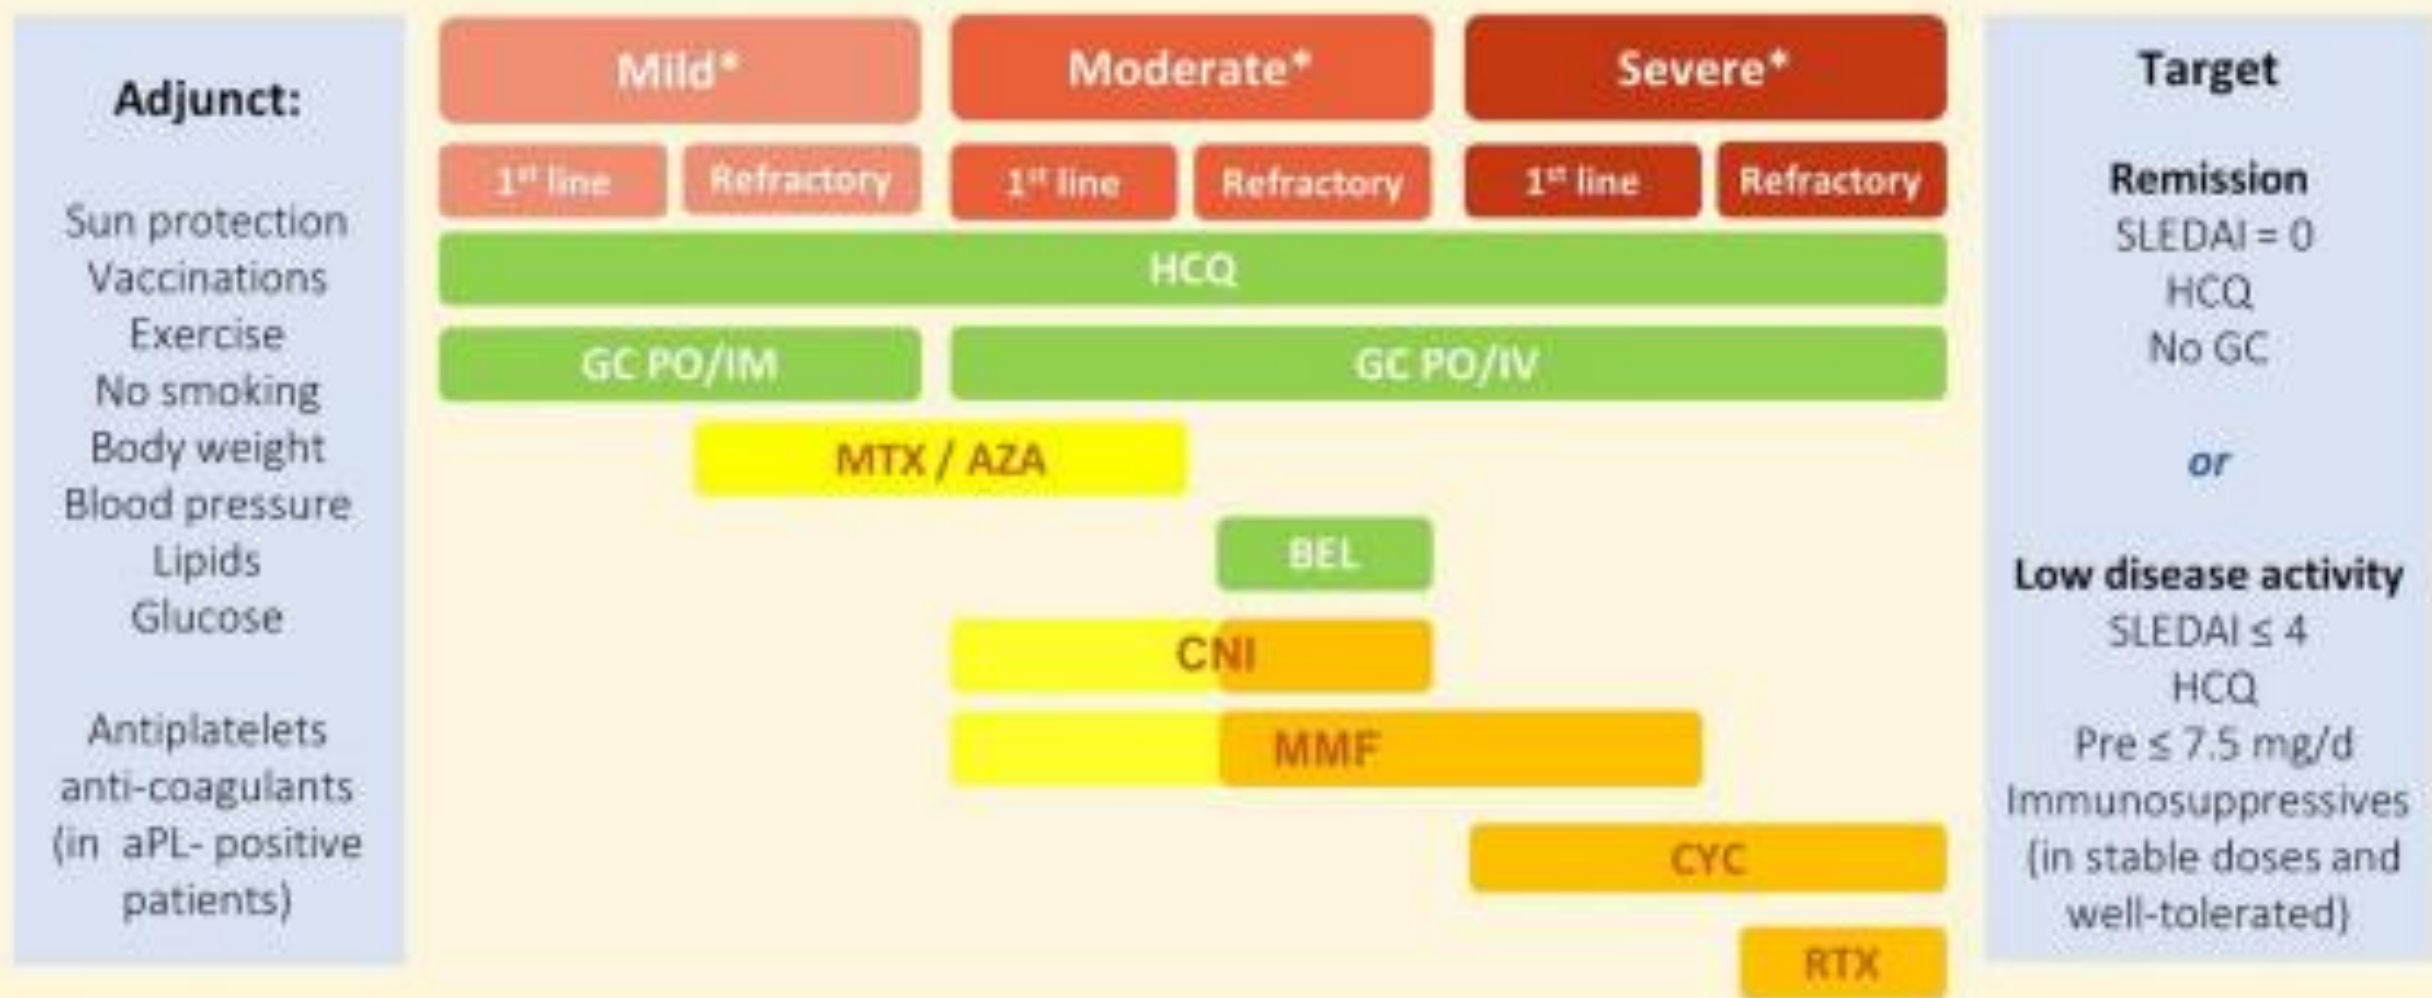 Adjunct:
Sun protection
Vaccinations
Exercise
No smoking
Body weight
Blood pressure
Lipids
Glucose
Antiplatelets
anti-coagulants
(in aPL- positive
patients)
Mild*
Moderate*
Severe*
1st line
Refractory
1st line
Refractory
1st line
Refractory
HCQ
GC PO/IM
GC PO/IV
MTX / AZA
BEL
CNI
MMF
CYC
RTX
Target
Remission
SLEDAI = 0
HCQ
No GC
or
Low disease activity
SLEDAI ≤ 4
HCQ
Pre ≤ 7.5 mg/d
Immunosuppressives
(in stable doses and
well-tolerated)